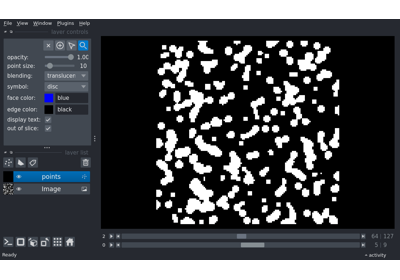 File View Window Plugins Help
layer controls
opacity: 1.00
point size: 10
blending: translucen
symbol: disc
face color: blue
edge color: black
display text:
out of slice:
layer list
points
Image
2 64 127
0 5 9
Ready activity